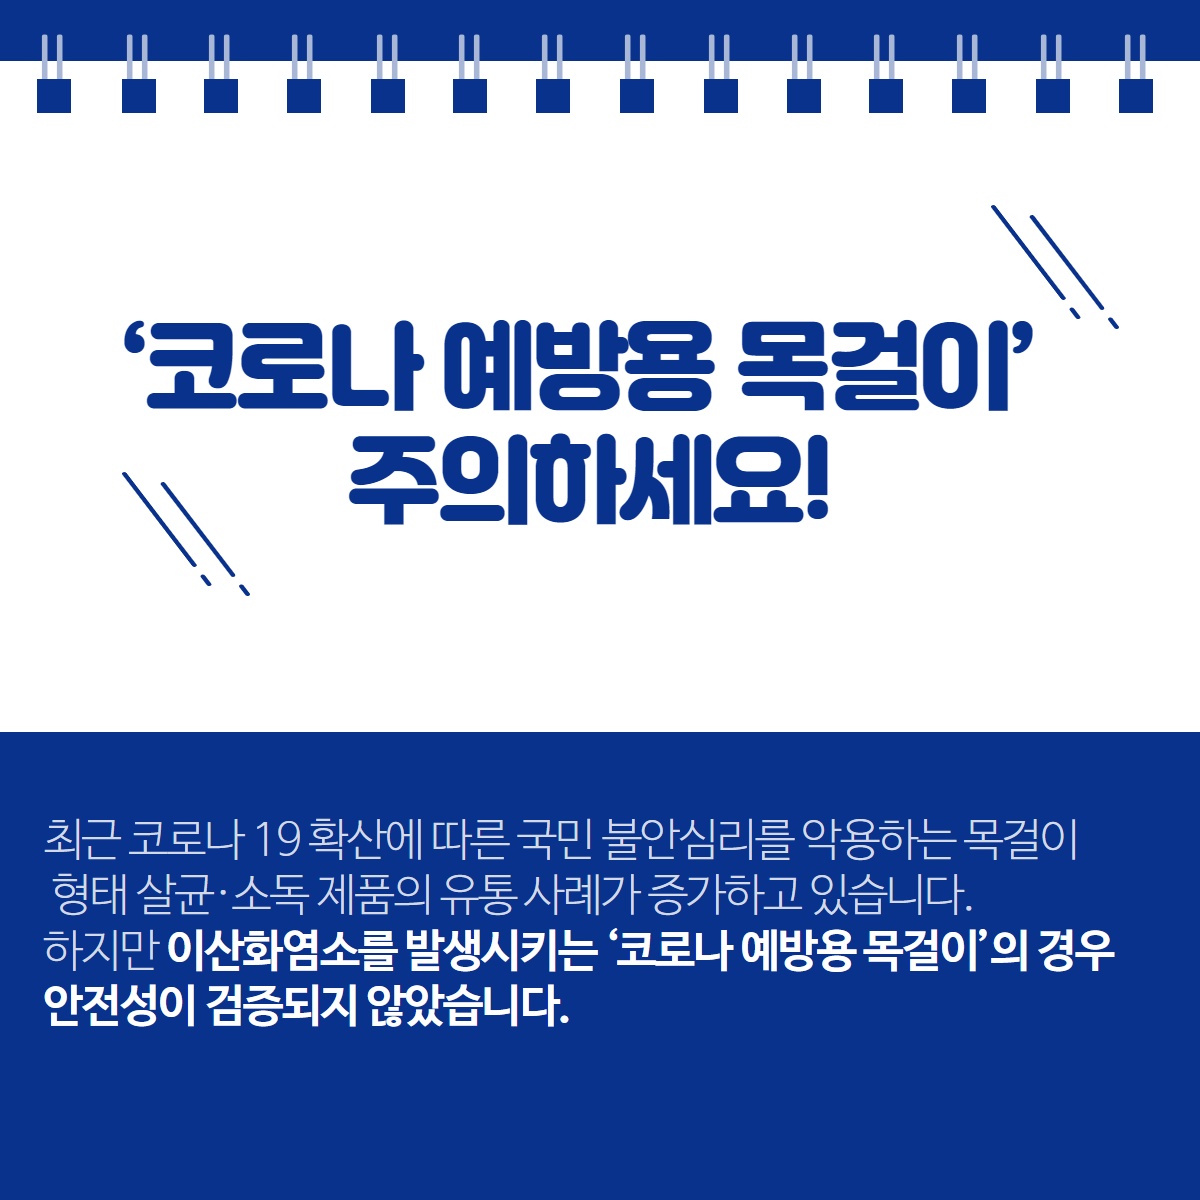 ‘코로나 예방용 목걸이’
주의하세요!
최근 코로나 19 확산에 따른 국민 불안심리를 악용하는 목걸이
형태 살균·소독 제품의 유통 사례가 증가하고 있습니다.
하지만 이산화염소를 발생시키는 ‘코로나 예방용 목걸이’의 경우
안전성이 검증되지 않았습니다.